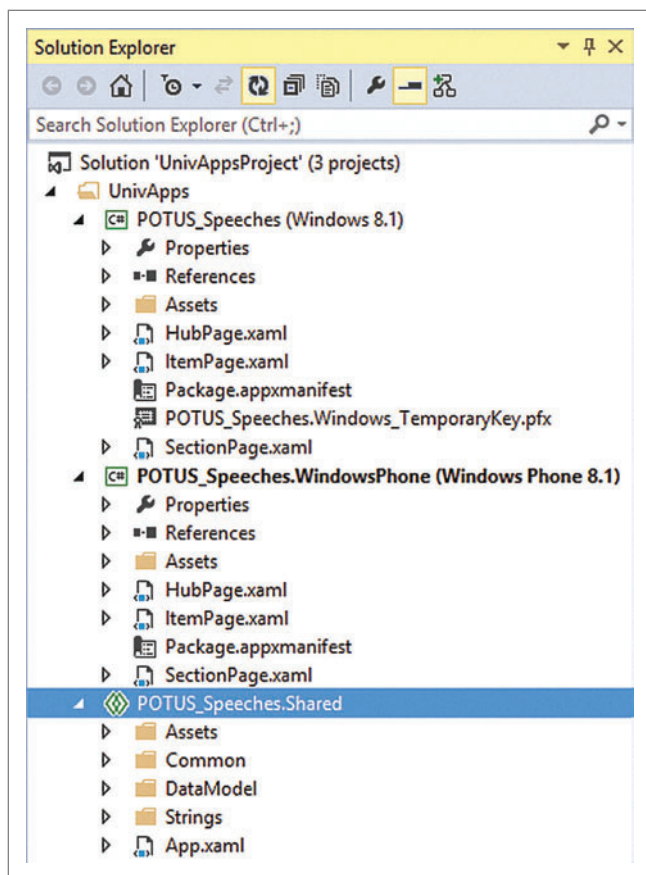 Solution Explorer
Search Solution Explorer (Ctrl+;)
Solution 'UnivAppsProject' (3 projects)
UnivApps
C# POTUS_Speeches (Windows 8.1)
Properties
References
Assets
HubPage.xaml
ItemPage.xaml
Package.appxmanifest
POTUS_Speeches.Windows_TemporaryKey.pfx
SectionPage.xaml
C# POTUS_Speeches.WindowsPhone (Windows Phone 8.1)
Properties
References
Assets
HubPage.xaml
ItemPage.xaml
Package.appxmanifest
SectionPage.xaml
POTUS_Speeches.Shared
Assets
Common
DataModel
Strings
App.xaml